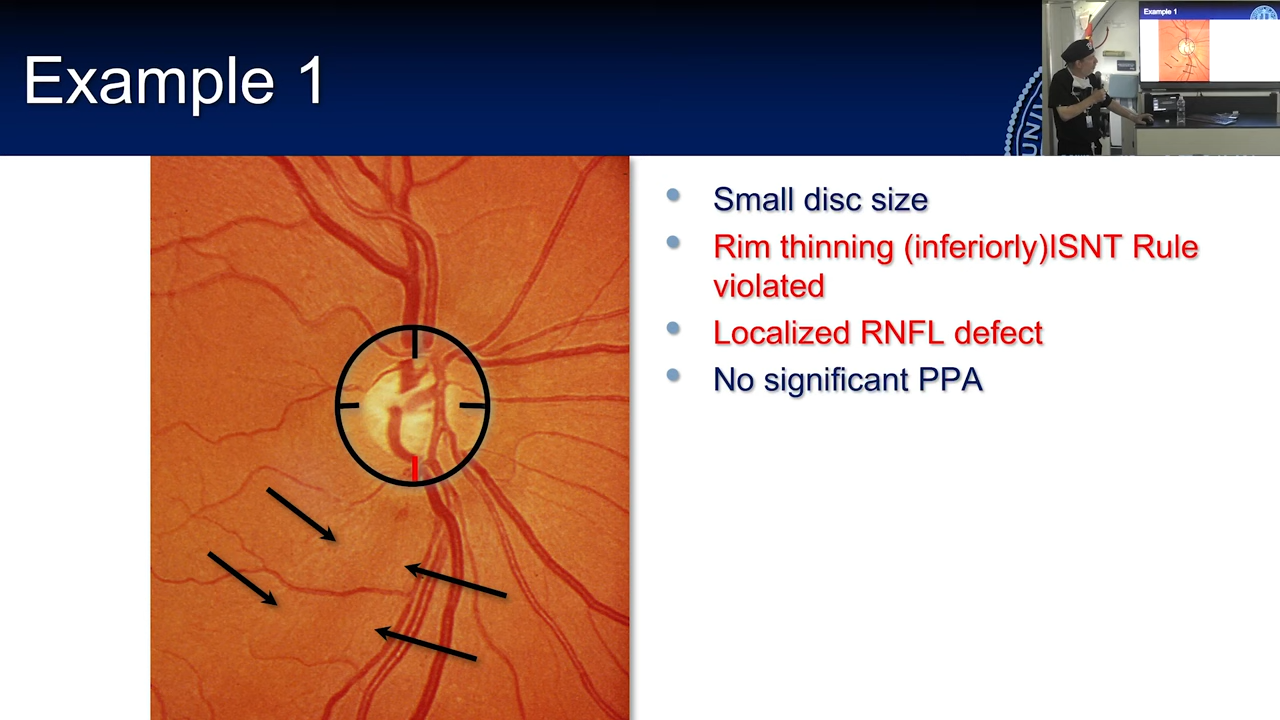 Example 1
Example 1
UNIV
Small disc size
Rim thinning (inferiorly)ISNT Rule
violated
Localized RNFL defect
No significant PPA